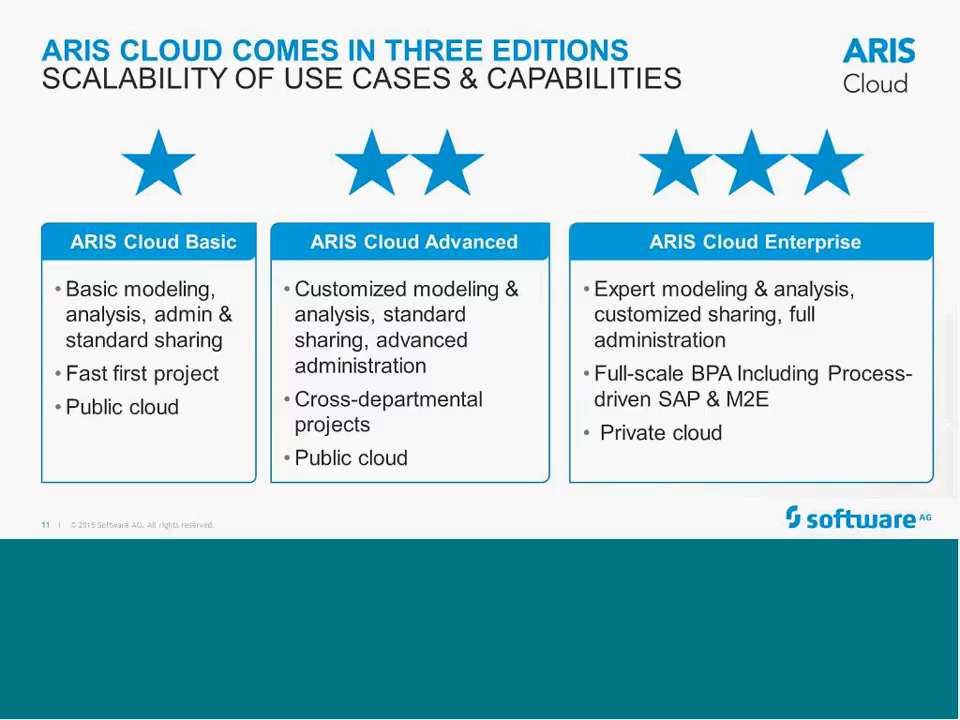 ARIS CLOUD COMES IN THREE EDITIONS
SCALABILITY OF USE CASES & CAPABILITIES
ARIS
Cloud
ARIS Cloud Basic
• Basic modeling,
analysis, admin &
standard sharing
• Fast first project
• Public cloud
ARIS Cloud Advanced
• Customized modeling &
analysis, standard
sharing, advanced
administration
• Cross-departmental
projects
• Public cloud
ARIS Cloud Enterprise
• Expert modeling & analysis,
customized sharing, full
administration
• Full-scale BPA Including Process-
driven SAP & M2E
• Private cloud
11 | © 2015 Software AG. All rights reserved.
software AG